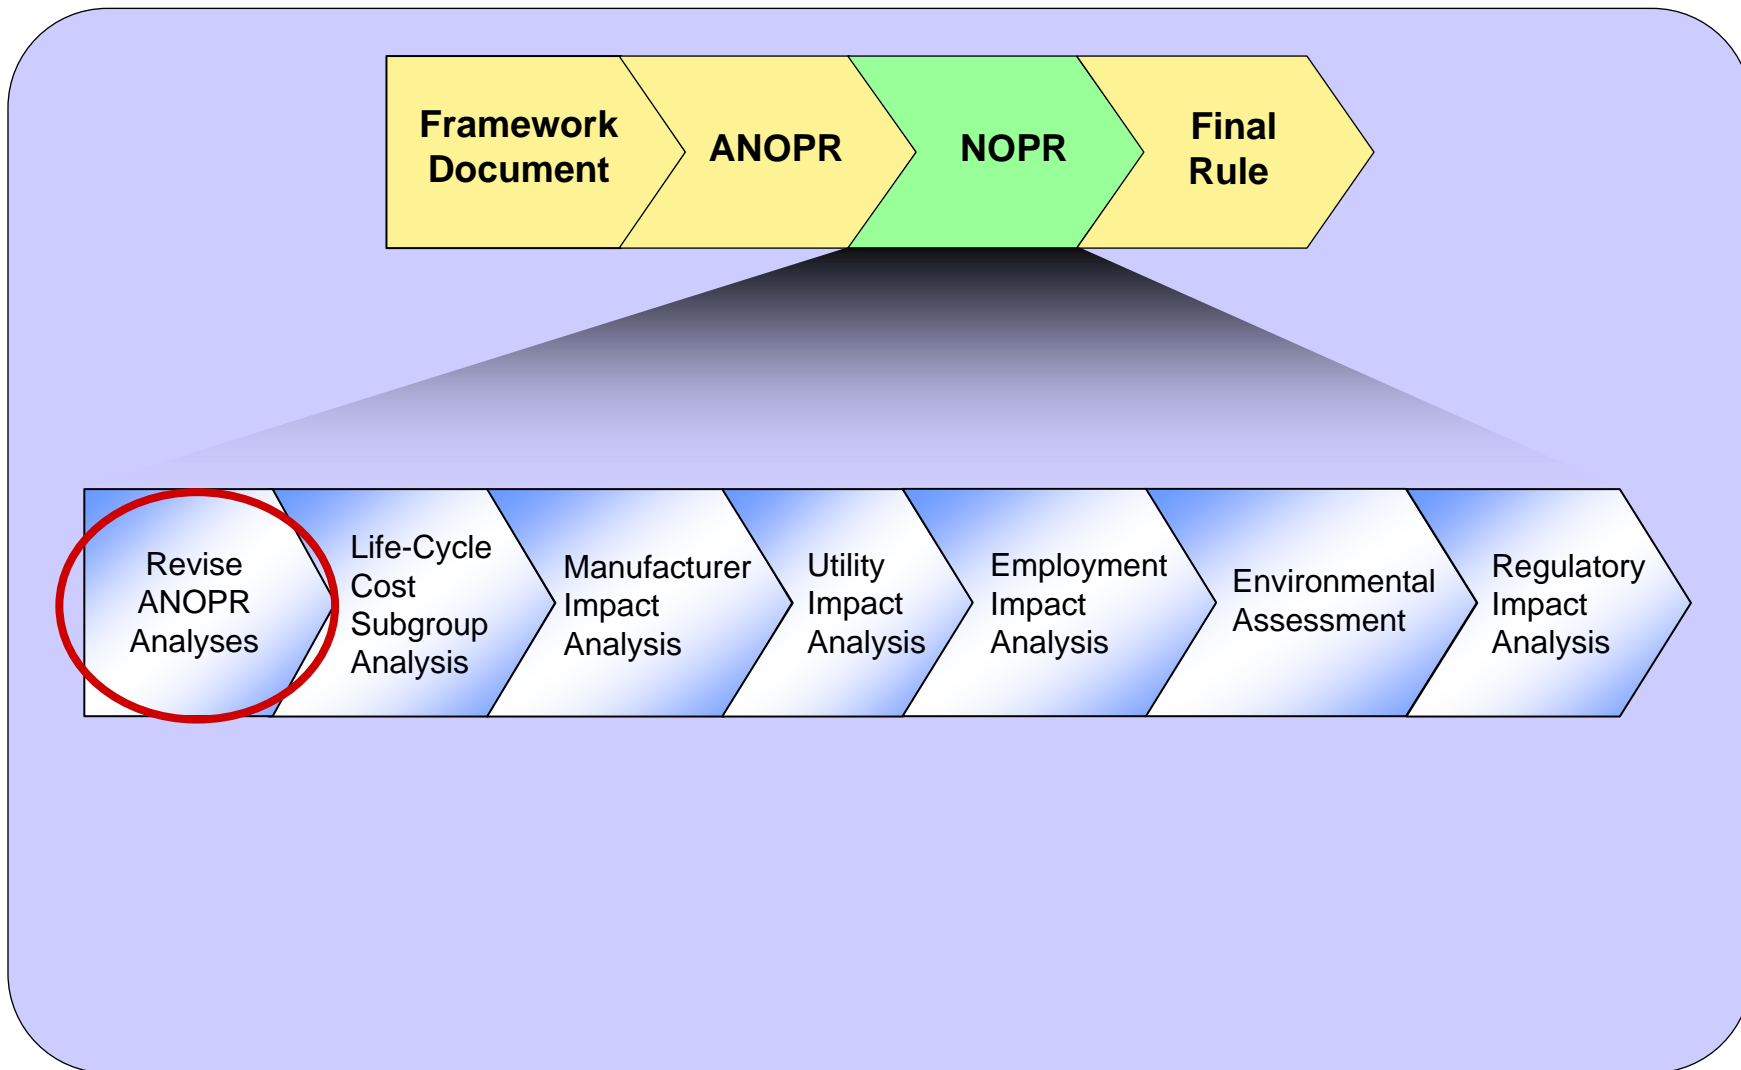 Framework
Document
ANOPR
NOPR
Final
Rule
Revise
ANOPR
Analyses
Life-Cycle
Cost
Subgroup
Analysis
Manufacturer
Impact
Analysis
Utility
Impact
Analysis
Employment
Impact
Analysis
Environmental
Assessment
Regulatory
Impact
Analysis